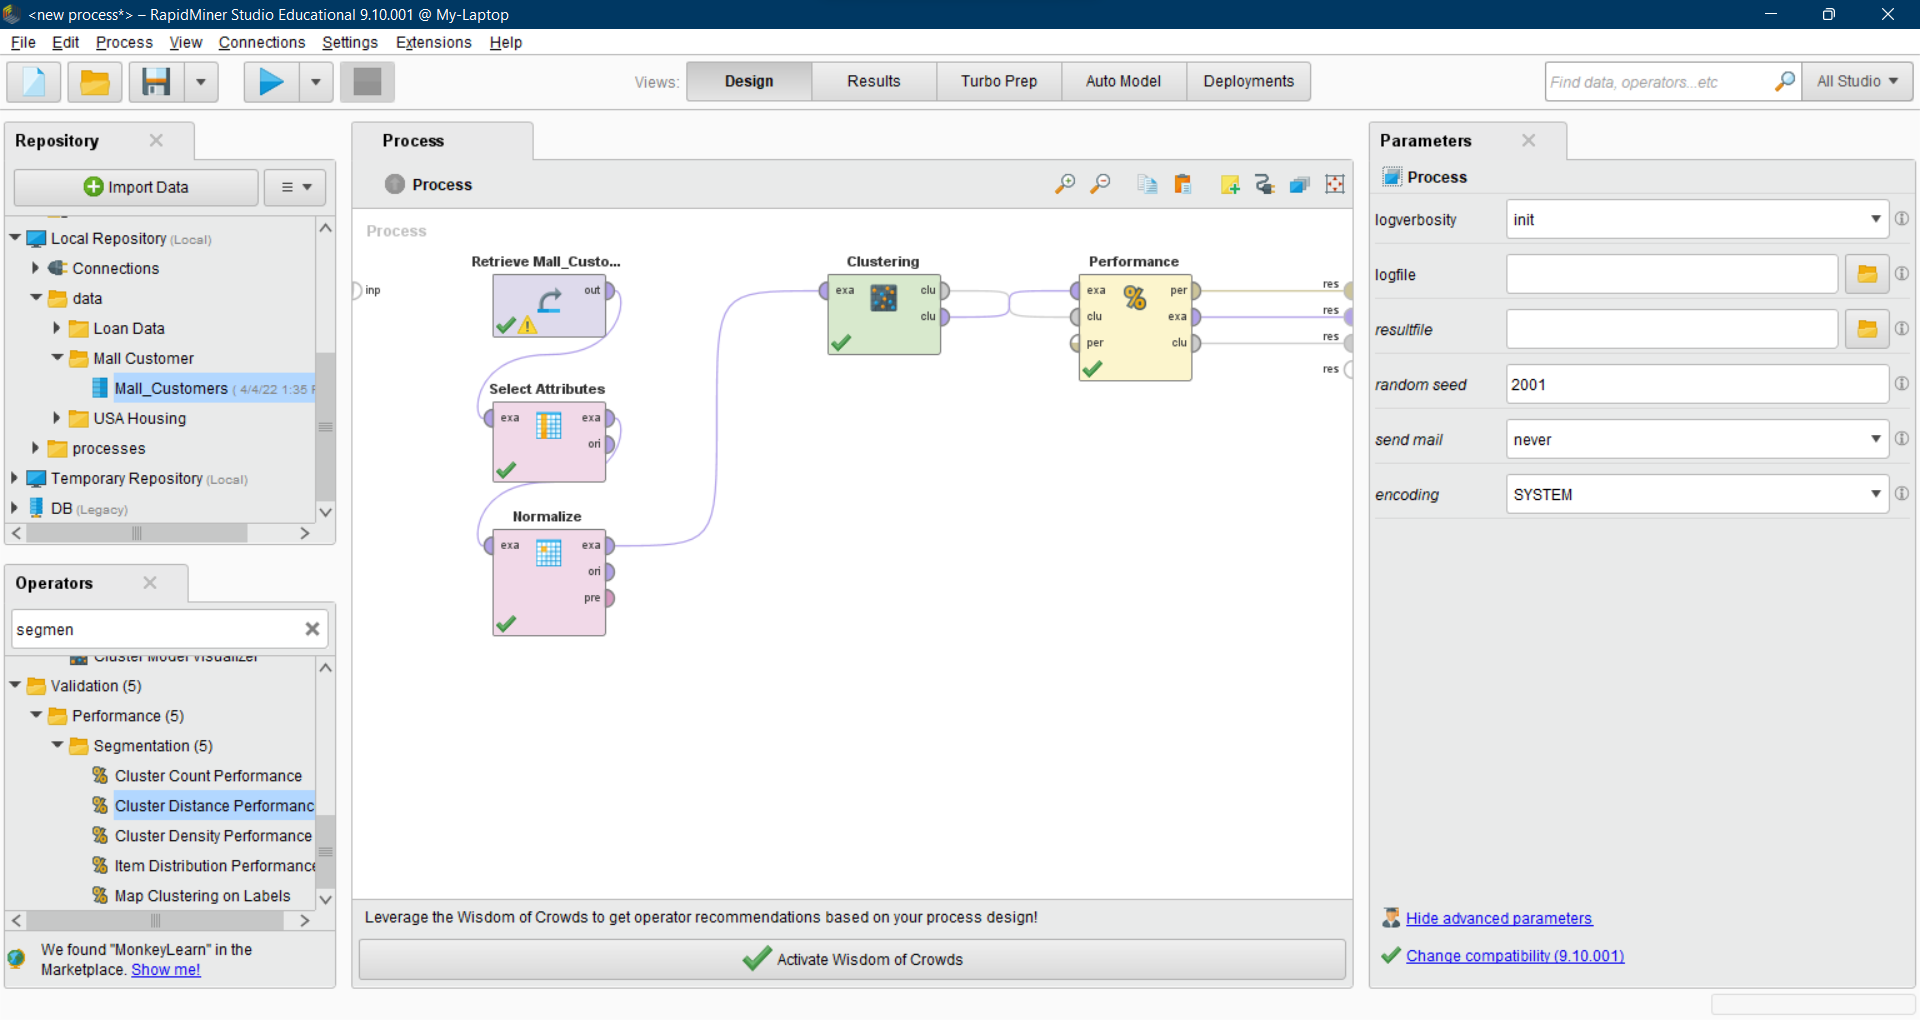 <new process*> – RapidMiner Studio Educational 9.10.001 @ My-Laptop
File Edit Process View Connections Settings Extensions Help
Views: Design Results Turbo Prep Auto Model Deployments
Find data, operators...etc
All Studio
Repository
Import Data
Local Repository (Local)
Connections
data
Loan Data
Mall Customer
Mall_Customers ( 4/4/22 1:35
USA Housing
processes
Temporary Repository (Local)
DB (Legacy)
Operators
segmen
Cluster Model Visualizer
Validation (5)
Performance (5)
Segmentation (5)
Cluster Count Performance
Cluster Distance Performanc
Cluster Density Performance
Item Distribution Performance
Map Clustering on Labels
We found "MonkeyLearn" in the
Marketplace. Show me!
Process
Process
Process
inp
Retrieve Mall_Custo...
out
Select Attributes
exa exa
ori
Normalize
exa exa
ori
pre
Clustering
exa clu
clu
Performance
exa per
clu exa
per clu
res
res
res
res
Leverage the Wisdom of Crowds to get operator recommendations based on your process design!
Activate Wisdom of Crowds
Parameters
Process
logverbosity init
logfile
resultfile
random seed 2001
send mail never
encoding SYSTEM
Hide advanced parameters
Change compatibility (9.10.001)